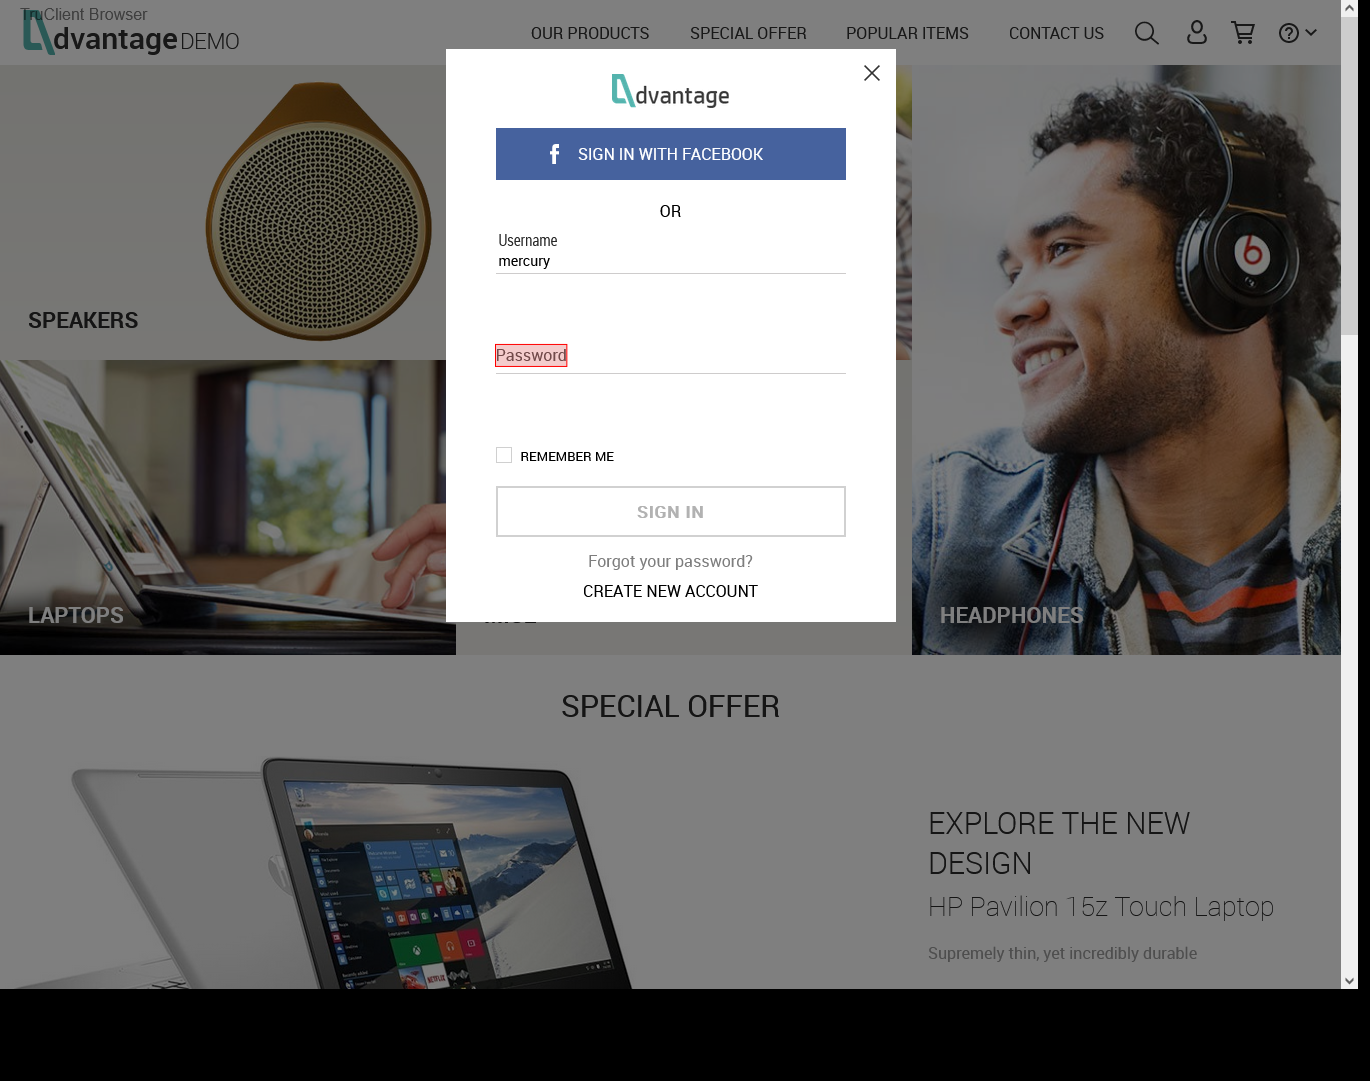 TruClient Browser
dvantage DEMO
OUR PRODUCTS
SPECIAL OFFER
POPULAR ITEMS
CONTACT US
dvantage
SIGN IN WITH FACEBOOK
OR
Username
mercury
Password
REMEMBER ME
SIGN IN
Forgot your password?
CREATE NEW ACCOUNT
SPEAKERS
LAPTOPS
HEADPHONES
SPECIAL OFFER
EXPLORE THE NEW
DESIGN
HP Pavilion 15z Touch Laptop
Supremely thin, yet incredibly durable